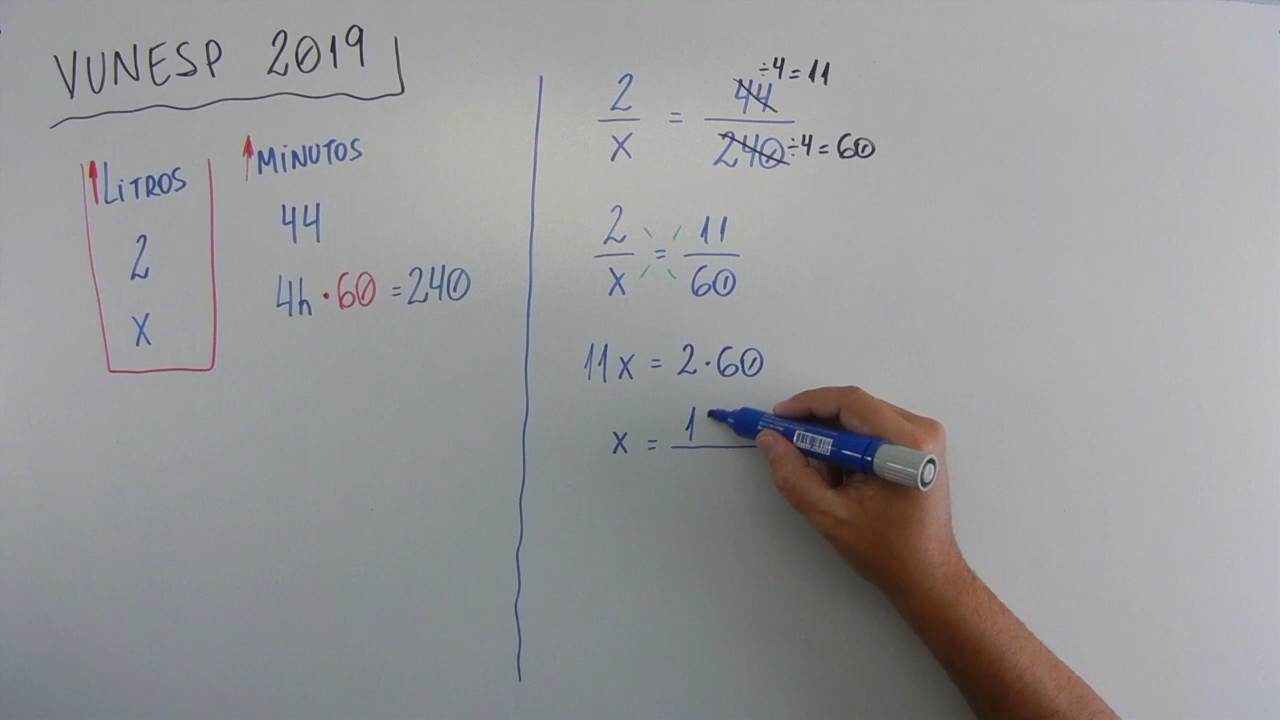 VUNESP 2019
LiTROS
2
x
MiNUTOS
44
4h · 60 = 240
2/x = 44/240
÷4 = 11
÷4 = 60
2/x = 11/60
11x = 2 · 60
x = 1